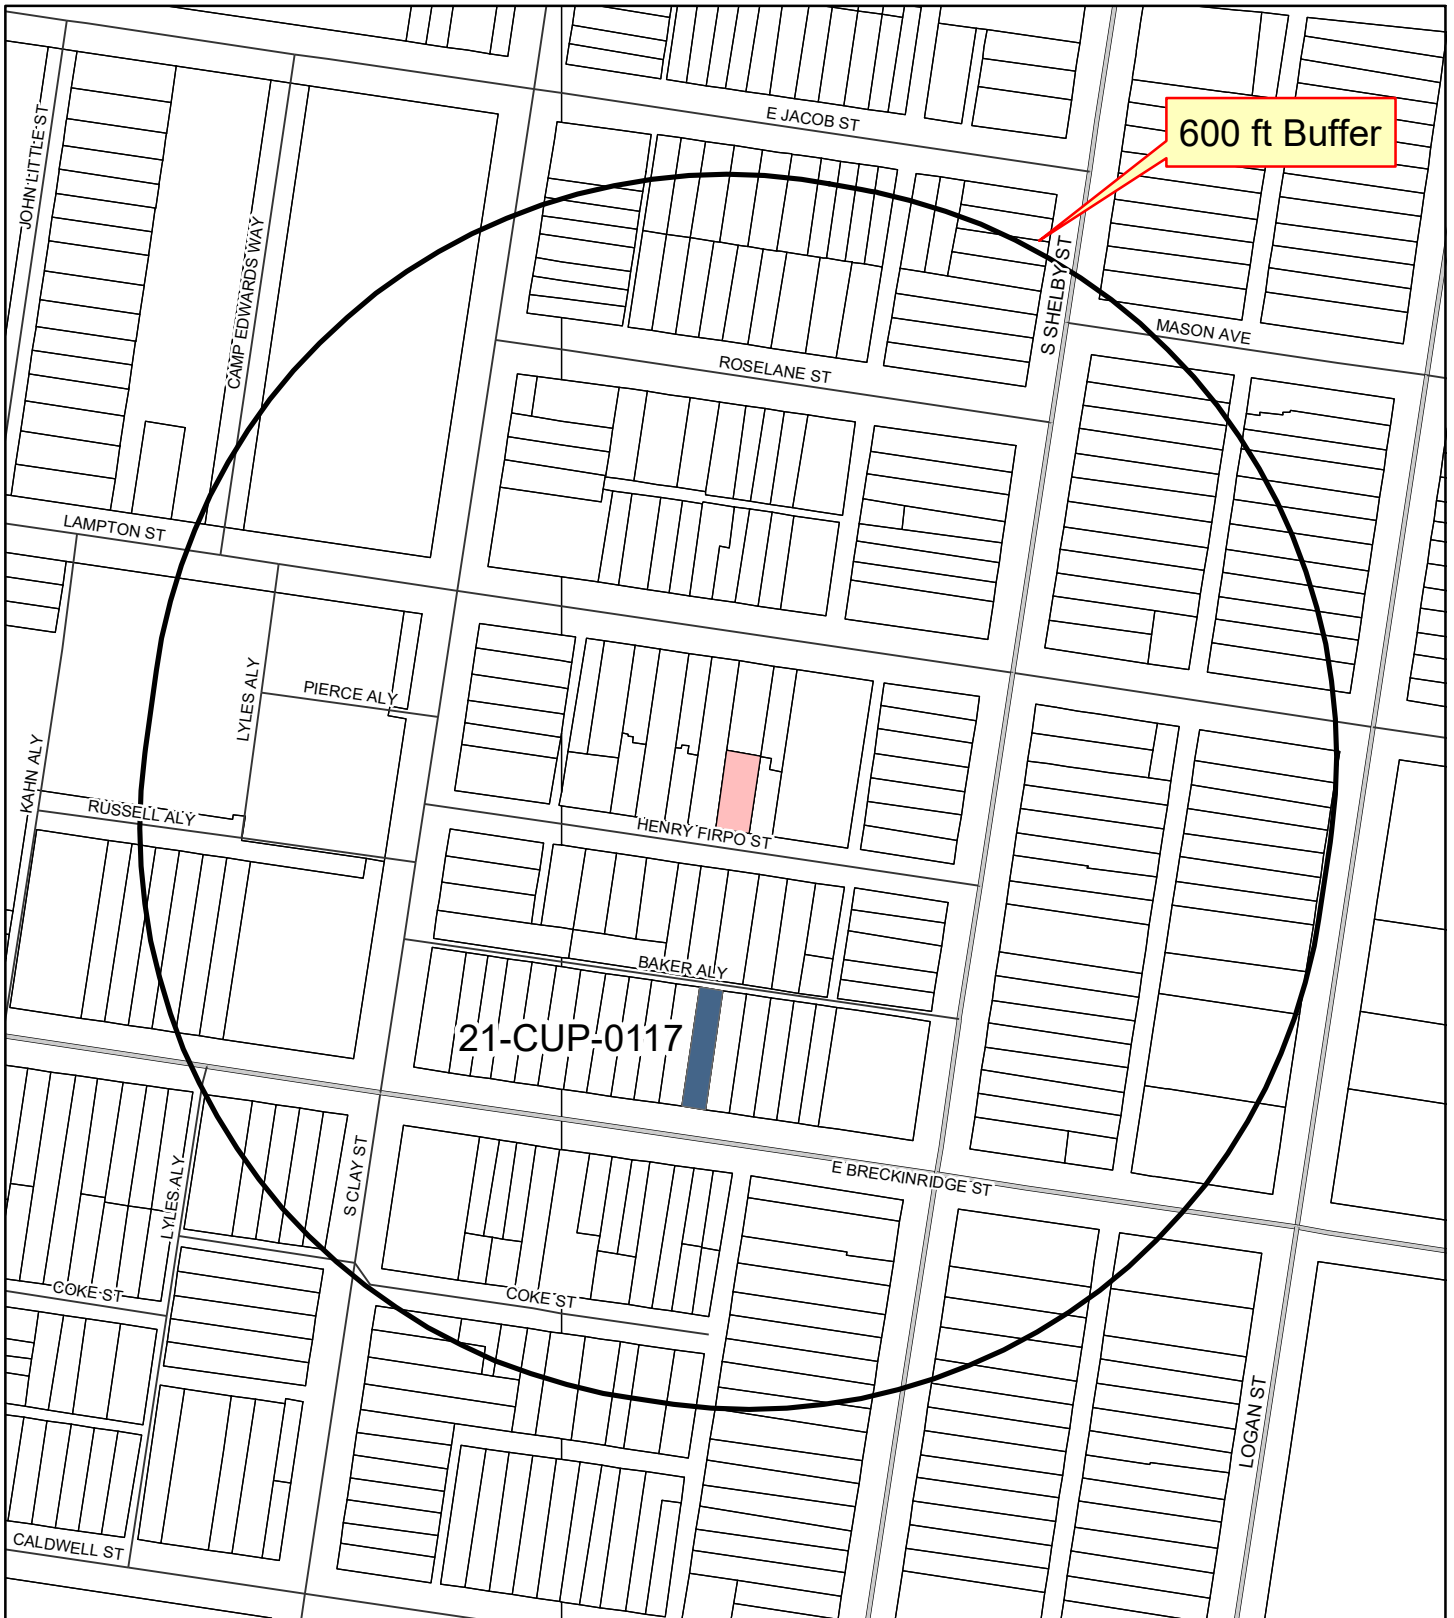 E JACOB ST
600 ft Buffer
JOHN LITTLE ST
CAMP EDWARDS WAY
S SHELBY ST
MASON AVE
ROSELANE ST
LAMPTON ST
LYLES ALY
PIERCE ALY
KAHN ALY
RUSSELL ALY
HENRY FIRPO ST
BAKER ALY
21-CUP-0117
S CLAY ST
LYLES ALY
E BRECKINRIDGE ST
COKE ST
COKE ST
LOGAN ST
CALDWELL ST